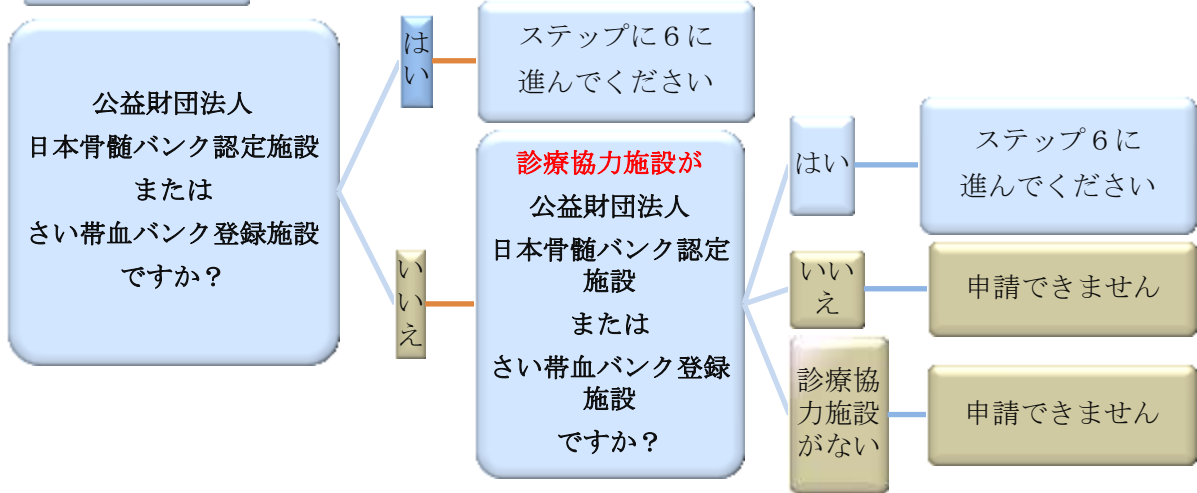 公益財団法人
日本骨髄バンク認定施設
または
さい帯血バンク登録施設
ですか？
はい
ステップに６に
進んでください
いいえ
診療協力施設が
公益財団法人
日本骨髄バンク認定
施設
または
さい帯血バンク登録
施設
ですか？
はい
ステップ６に
進んでください
いい
え
申請できません
診療協
力施設
がない
申請できません